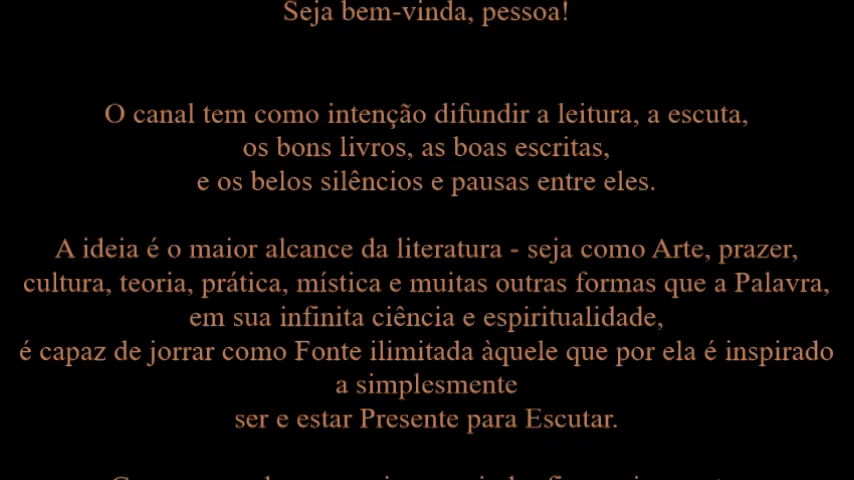 Seja bem-vinda, pessoa!
O canal tem como intenção difundir a leitura, a escuta,
os bons livros, as boas escritas,
e os belos silêncios e pausas entre eles.
A ideia é o maior alcance da literatura - seja como Arte, prazer,
cultura, teoria, prática, mística e muitas outras formas que a Palavra,
em sua infinita ciência e espiritualidade,
é capaz de jorrar como Fonte ilimitada àquele que por ela é inspirado
a simplesmente
ser e estar Presente para Escutar.